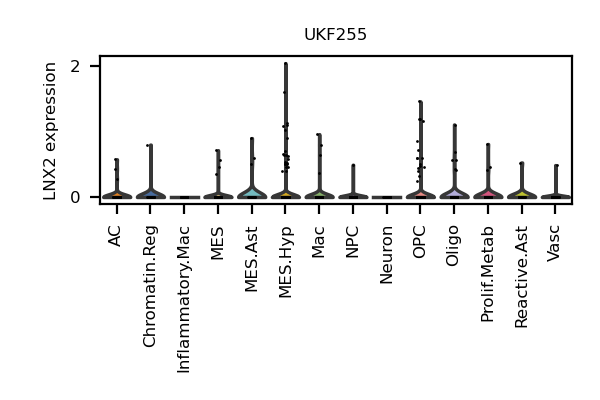 UKF255
LNX2 expression
2
0
AC
Chromatin.Reg
Inflammatory.Mac
MES
MES.Ast
MES.Hyp
Mac
NPC
Neuron
OPC
Oligo
Prolif.Metab
Reactive.Ast
Vasc